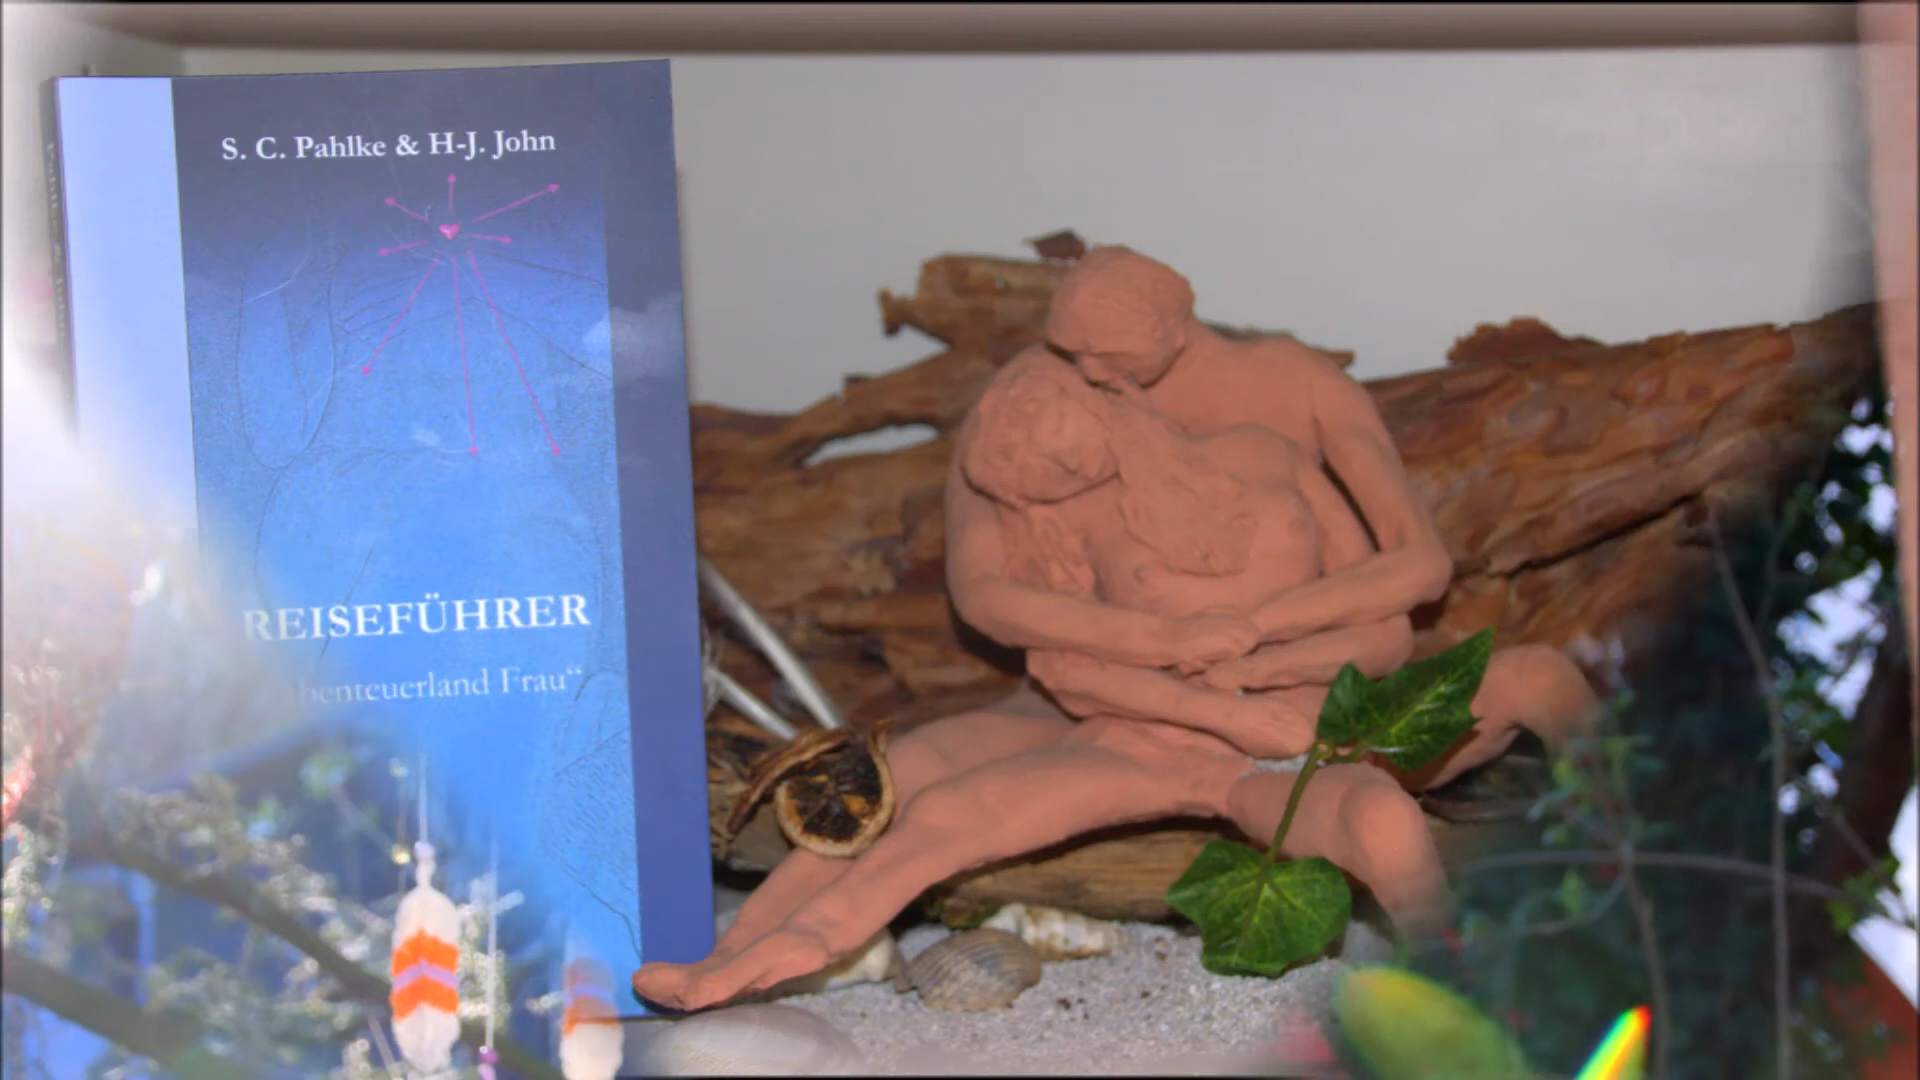 S. C. Pahlke & H-J. John
REISEFÜHRER
benteuerland Frau“